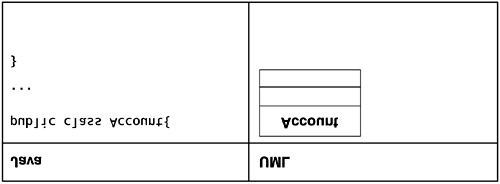 Java
UML
public class Account{
...
}
Account